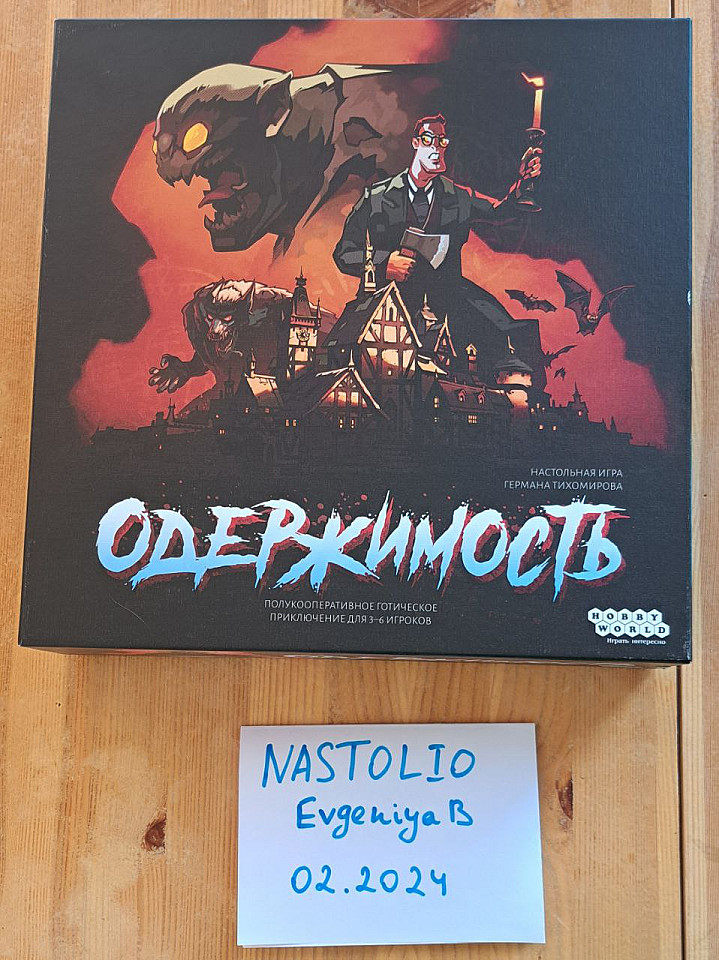 НАСТОЛЬНАЯ ИГРА
ГЕРМАНА ТИХОМИРОВА
ОДЕРЖИМОСТЬ
ПОЛУКООПЕРАТИВНОЕ ГОТИЧЕСКОЕ
ПРИКЛЮЧЕНИЕ ДЛЯ 3–6 ИГРОКОВ
HOBBY
WORLD
Играть интересно
NASTOLIO
Evgeniya B
02.2024